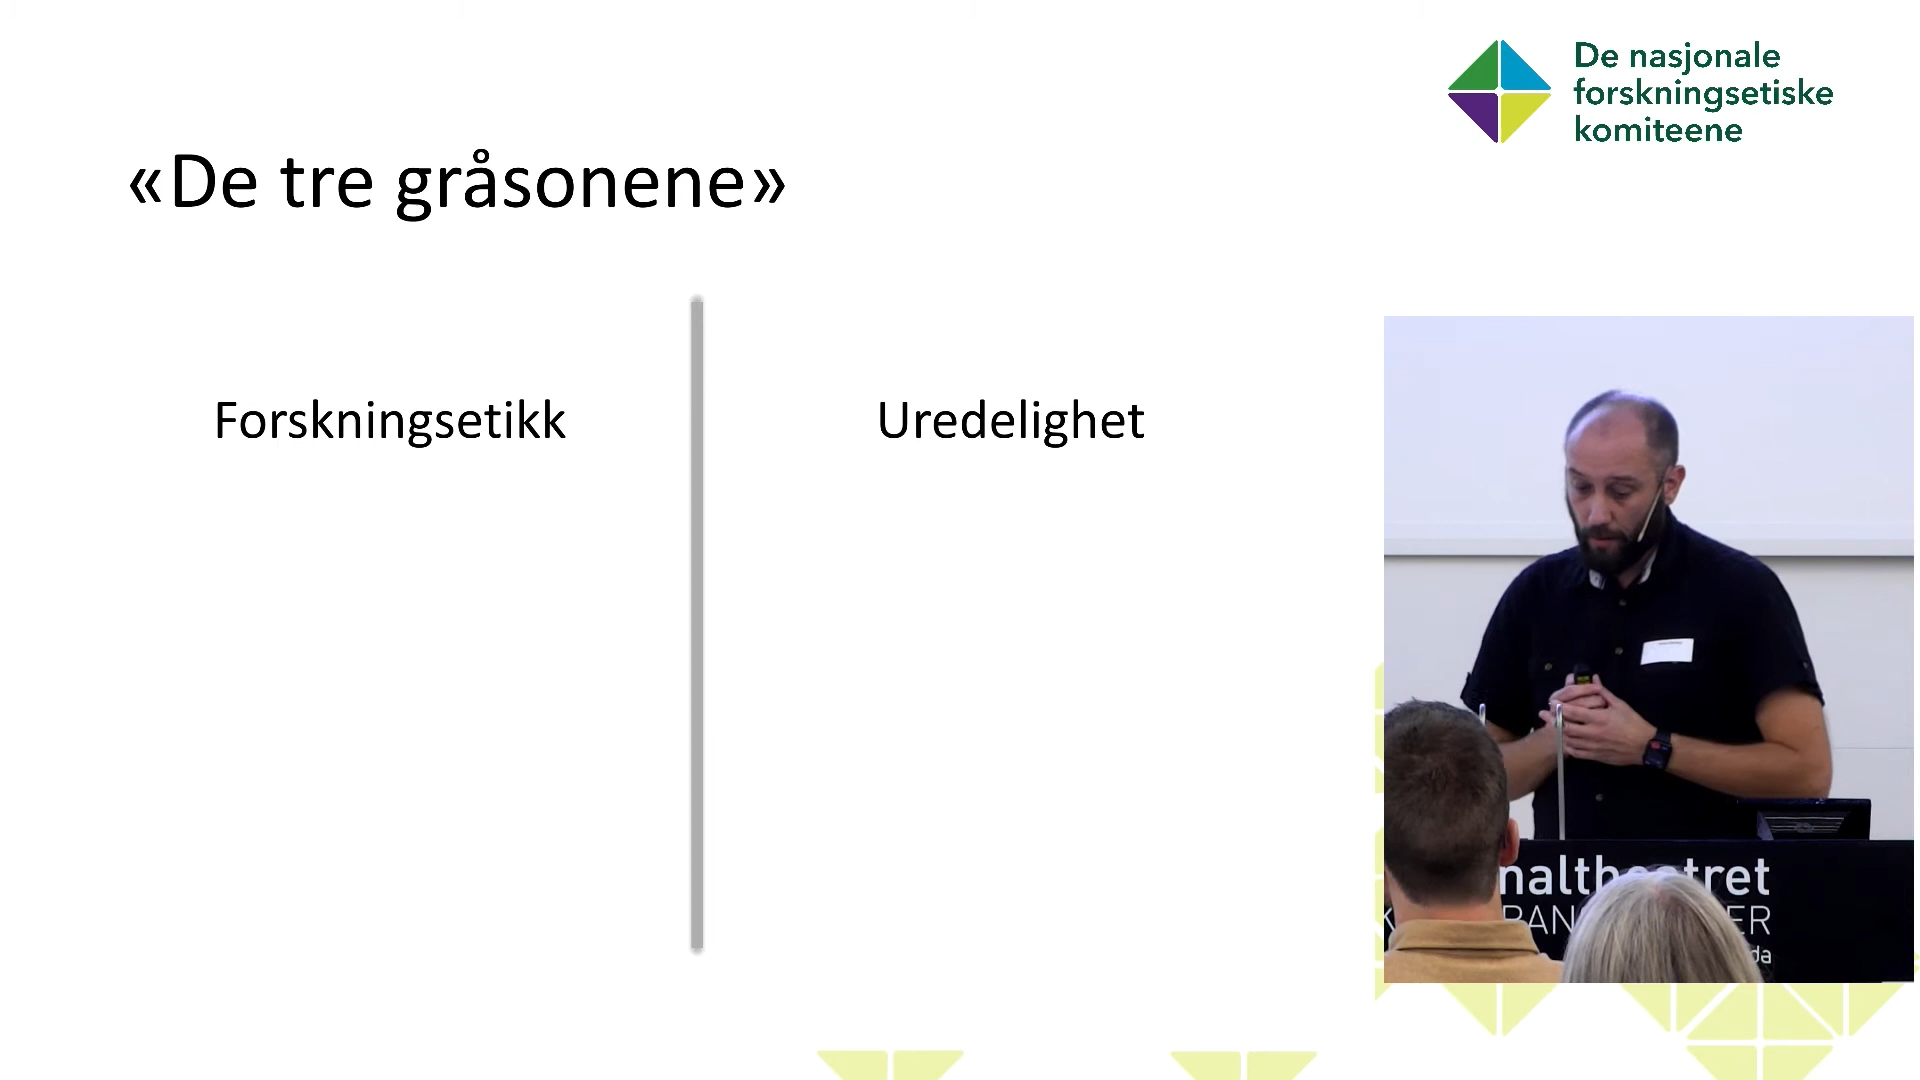 De nasjonale
forskningsetiske
komiteene
«De tre gråsonene»
Forskningsetikk
Uredelighet